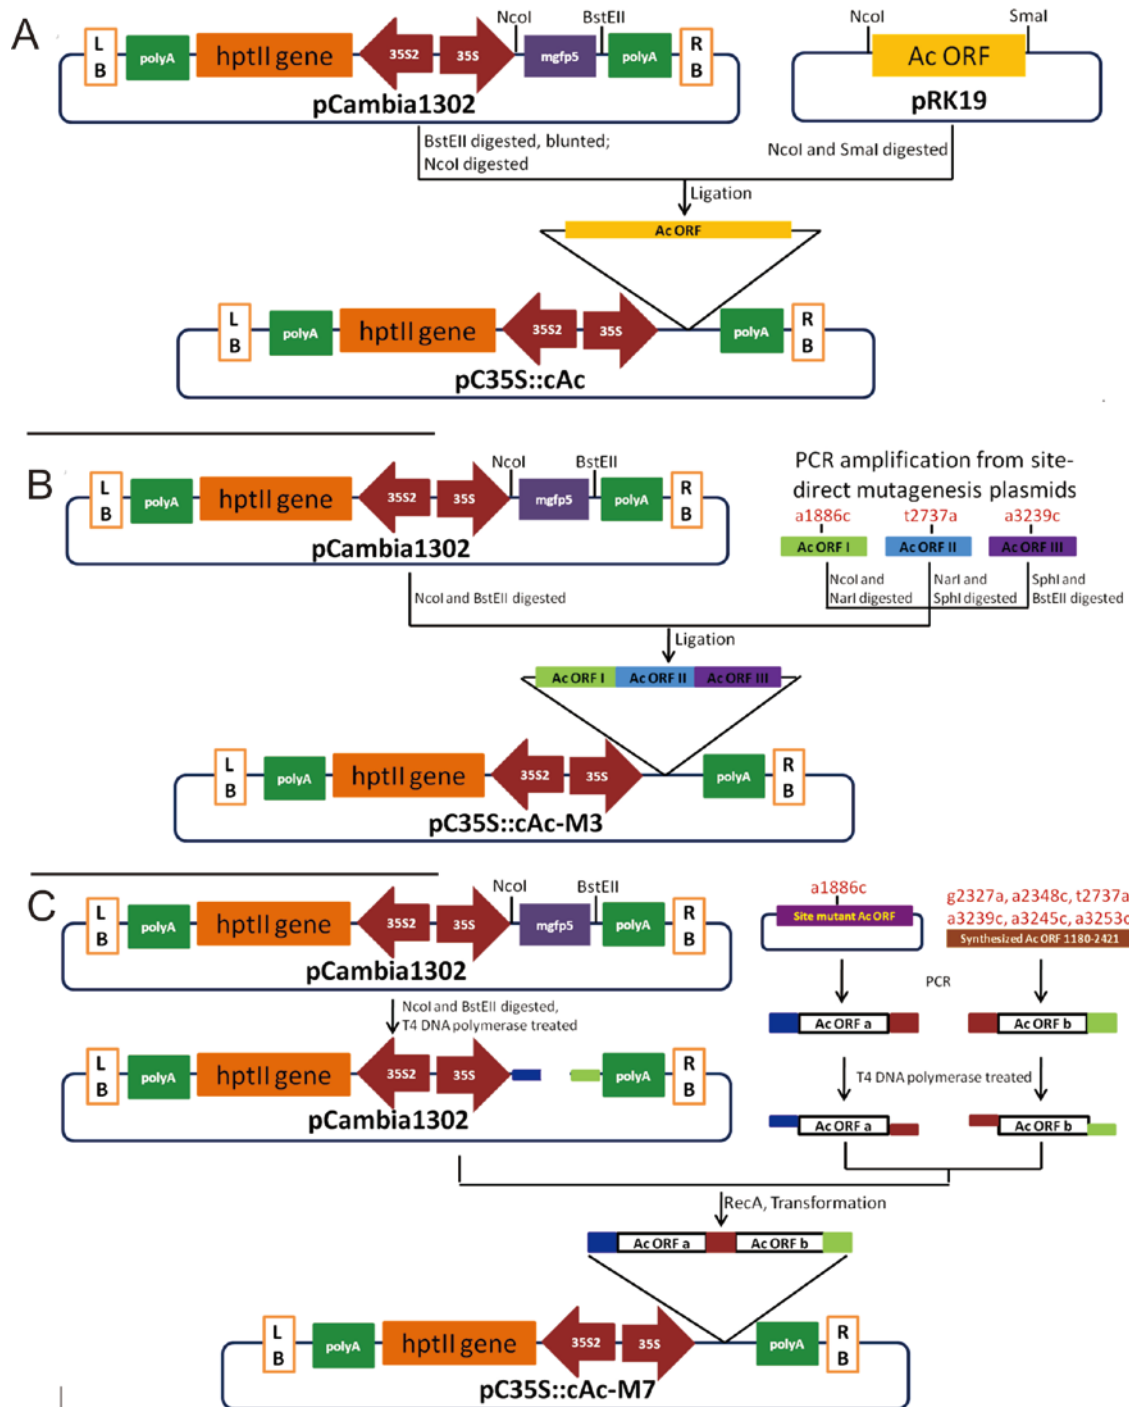 A
NcoI
BstEII
L
B
polyA
hptII gene
35S2
35S
mgfp5
polyA
R
B
pCambia1302
NcoI
SmaI
Ac ORF
pRK19
BstEII digested, blunted;
NcoI digested
NcoI and SmaI digested
Ligation
Ac ORF
L
B
polyA
hptII gene
35S2
35S
polyA
R
B
pC35S::cAc
B
NcoI
BstEII
L
B
polyA
hptII gene
35S2
35S
mgfp5
polyA
R
B
pCambia1302
PCR amplification from site-
direct mutagenesis plasmids
a1886c
t2737a
a3239c
Ac ORF I
Ac ORF II
Ac ORF III
NcoI and
NarI digested
NarI and
SphI digested
SphI and
BstEII digested
NcoI and BstEII digested
Ligation
Ac ORF I
Ac ORF II
Ac ORF III
L
B
polyA
hptII gene
35S2
35S
polyA
R
B
pC35S::cAc-M3
C
NcoI
BstEII
L
B
polyA
hptII gene
35S2
35S
mgfp5
polyA
R
B
pCambia1302
a1886c
Site mutant Ac ORF
g2327a, a2348c, t2737a
a3239c, a3245c, a3253c
Synthesized Ac ORF 1180-2421
PCR
NcoI and BstEII digested,
T4 DNA polymerase treated
Ac ORF a
Ac ORF b
L
B
polyA
hptII gene
35S2
35S
polyA
R
B
pCambia1302
T4 DNA polymerase treated
Ac ORF a
Ac ORF b
RecA, Transformation
Ac ORF a
Ac ORF b
L
B
polyA
hptII gene
35S2
35S
polyA
R
B
pC35S::cAc-M7